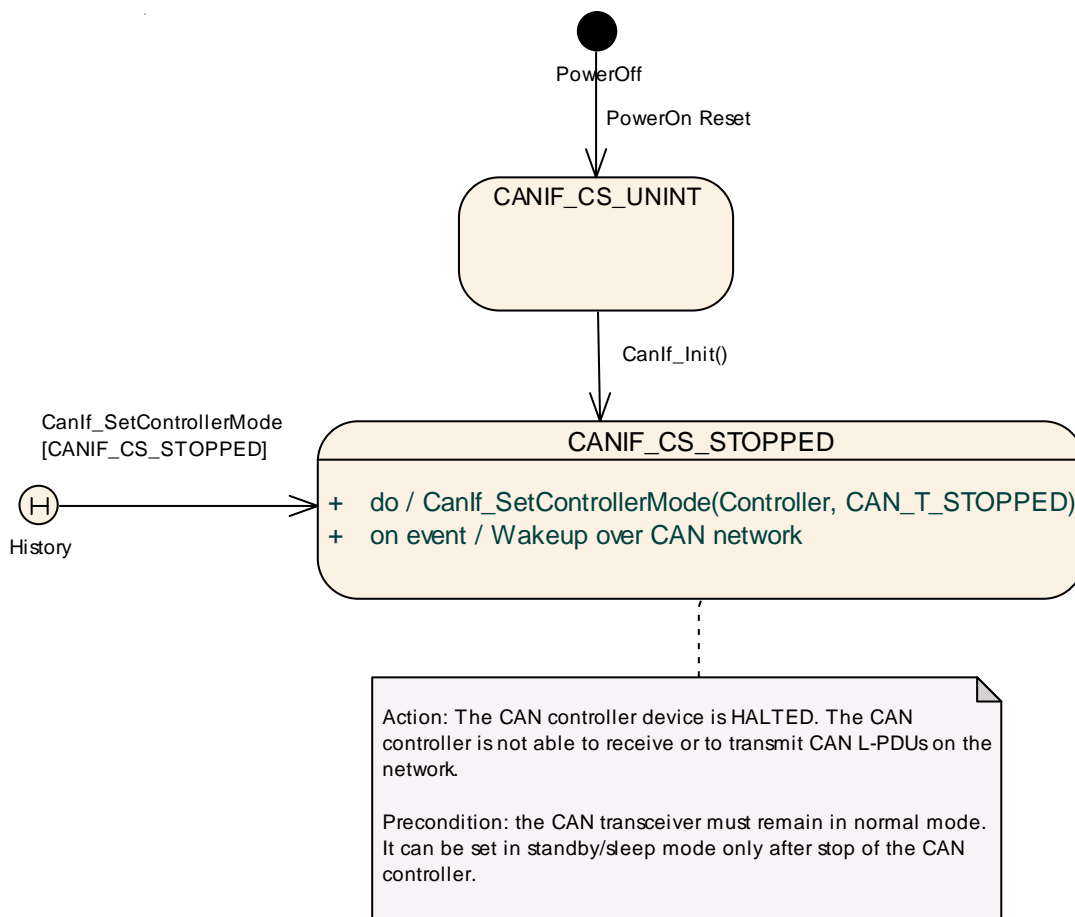 PowerOff
PowerOn Reset
CANIF_CS_UNINT
CanIf_Init()
CanIf_SetControllerMode
[CANIF_CS_STOPPED]
History
CANIF_CS_STOPPED
+ do / CanIf_SetControllerMode(Controller, CAN_T_STOPPED)
+ on event / Wakeup over CAN network
Action: The CAN controller device is HALTED. The CAN
controller is not able to receive or to transmit CAN L-PDUs on the
network.
Precondition: the CAN transceiver must remain in normal mode.
It can be set in standby/sleep mode only after stop of the CAN
controller.
H